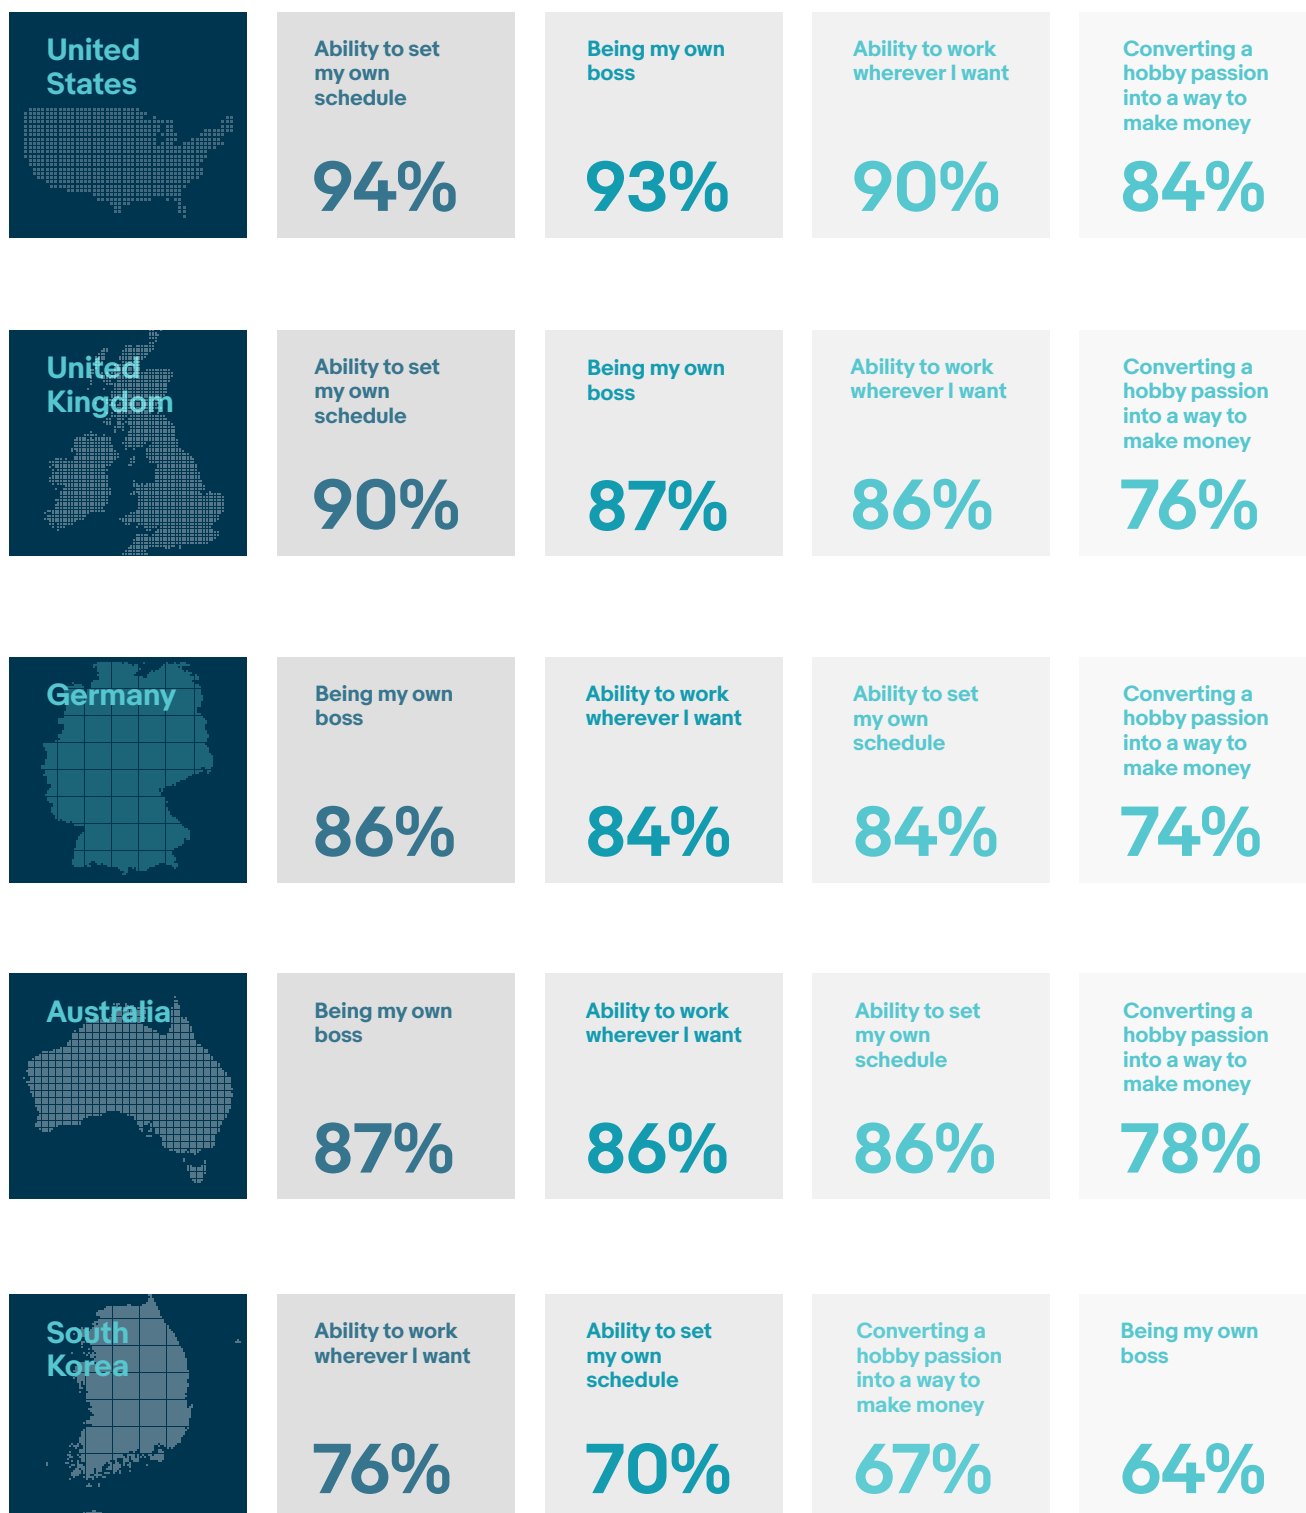 United
States
Ability to set
my own
schedule
94%
Being my own
boss
93%
Ability to work
wherever I want
90%
Converting a
hobby passion
into a way to
make money
84%
United
Kingdom
Ability to set
my own
schedule
90%
Being my own
boss
87%
Ability to work
wherever I want
86%
Converting a
hobby passion
into a way to
make money
76%
Germany
Being my own
boss
86%
Ability to work
wherever I want
84%
Ability to set
my own
schedule
84%
Converting a
hobby passion
into a way to
make money
74%
Australia
Being my own
boss
87%
Ability to work
wherever I want
86%
Ability to set
my own
schedule
86%
Converting a
hobby passion
into a way to
make money
78%
South
Korea
Ability to work
wherever I want
76%
Ability to set
my own
schedule
70%
Converting a
hobby passion
into a way to
make money
67%
Being my own
boss
64%